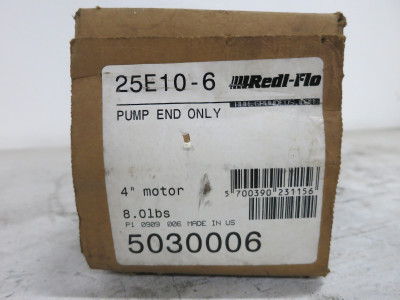 25E10-6 Redi-Flo
PUMP END ONLY
4" motor
5 700390 231156
8.0lbs
P1 0909 006 MADE IN US
5030006